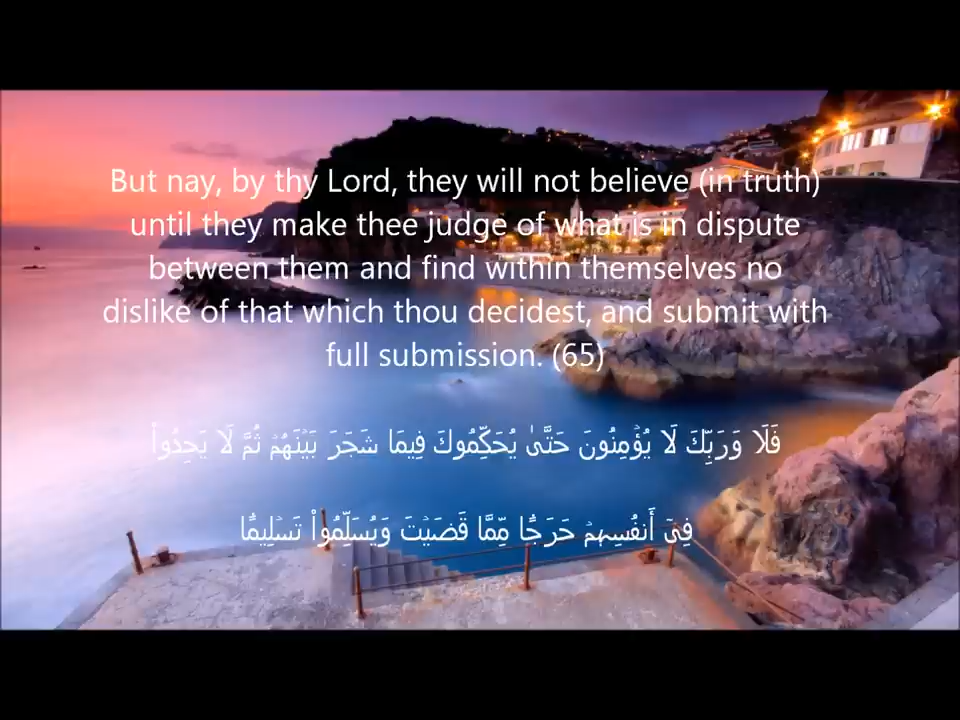 But nay, by thy Lord, they will not believe (in truth)
until they make thee judge of what is in dispute
between them and find within themselves no
dislike of that which thou decidest, and submit with
full submission. (65)
فَلَا وَرَبِّكَ لَا يُؤۡمِنُونَ حَتَّىٰ يُحَكِّمُوكَ فِيمَا شَجَرَ بَيۡنَهُمۡ ثُمَّ لَا يَجِدُواْ
فِىٓ أَنفُسِہِمۡ حَرَجً۬ا مِّمَّا قَضَيۡتَ وَيُسَلِّمُواْ تَسۡلِيمً۬ا